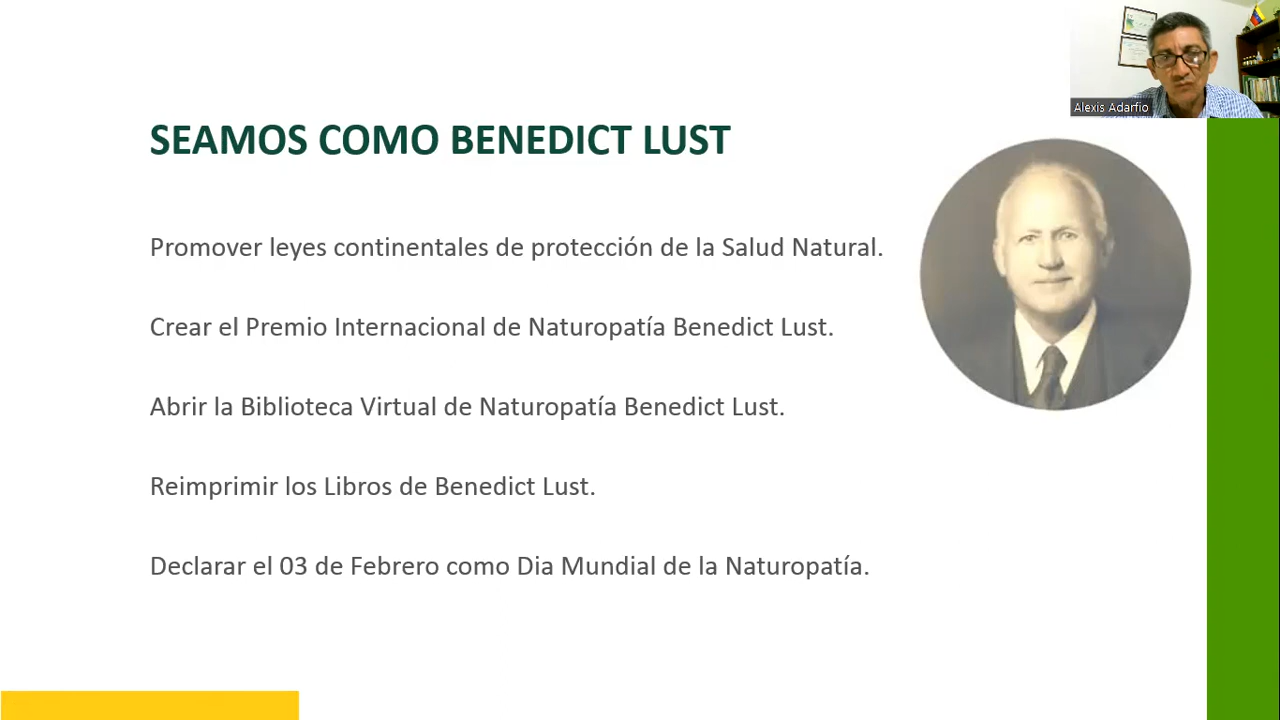 Alexis Adarfio
SEAMOS COMO BENEDICT LUST
Promover leyes continentales de protección de la Salud Natural.
Crear el Premio Internacional de Naturopatía Benedict Lust.
Abrir la Biblioteca Virtual de Naturopatía Benedict Lust.
Reimprimir los Libros de Benedict Lust.
Declarar el 03 de Febrero como Dia Mundial de la Naturopatía.